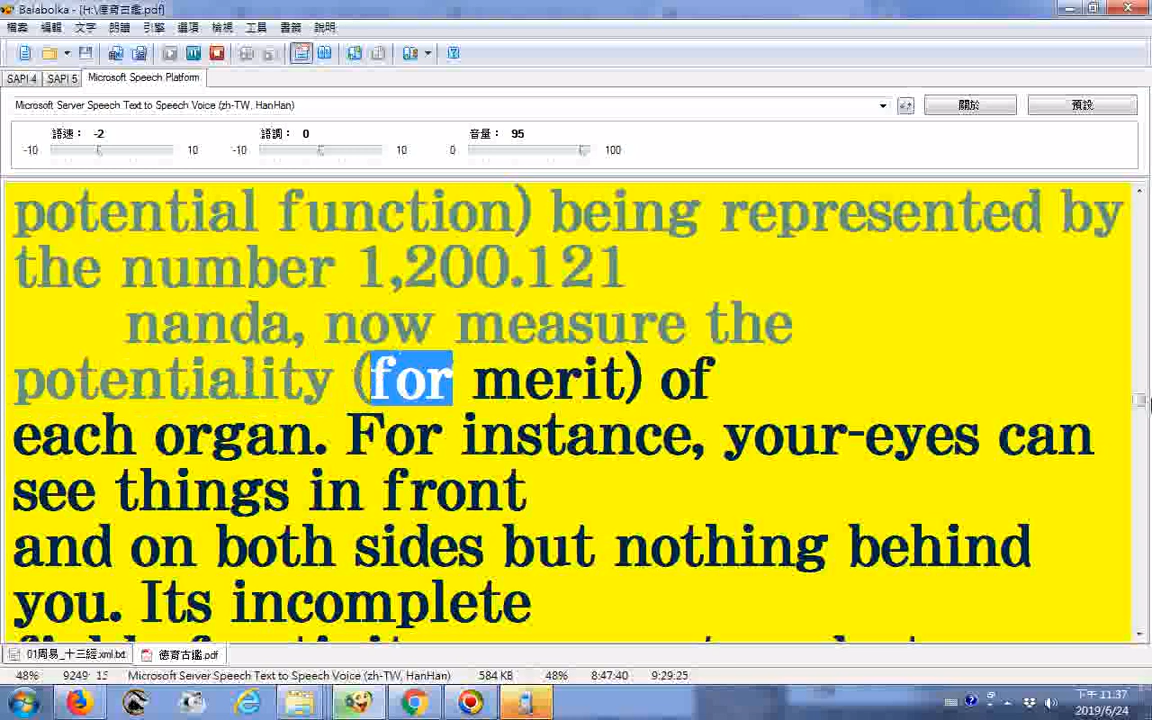 Balabolka - [H:\德育古鑑.pdf]
檔案 編輯 文字 朗讀 引擎 選項 檢視 工具 書籤 說明
SAPI 4 SAPI 5 Microsoft Speech Platform
Microsoft Server Speech Text to Speech Voice (zh-TW, HanHan) 關於 預設
語速： -2 語調： 0 音量： 95
-10 10 -10 10 0 100
potential function) being represented by
the number 1,200.121
nanda, now measure the
potentiality (for merit) of
each organ. For instance, your-eyes can
see things in front
and on both sides but nothing behind
you. Its incomplete
01周易_十三經.xml.txt 德育古鑑.pdf
48% 9249 Microsoft Server Speech Text to Speech Voice (zh-TW, HanHan) 584 KB 48% 8:47:40 9:29:25
下午 11:37
2019/6/24